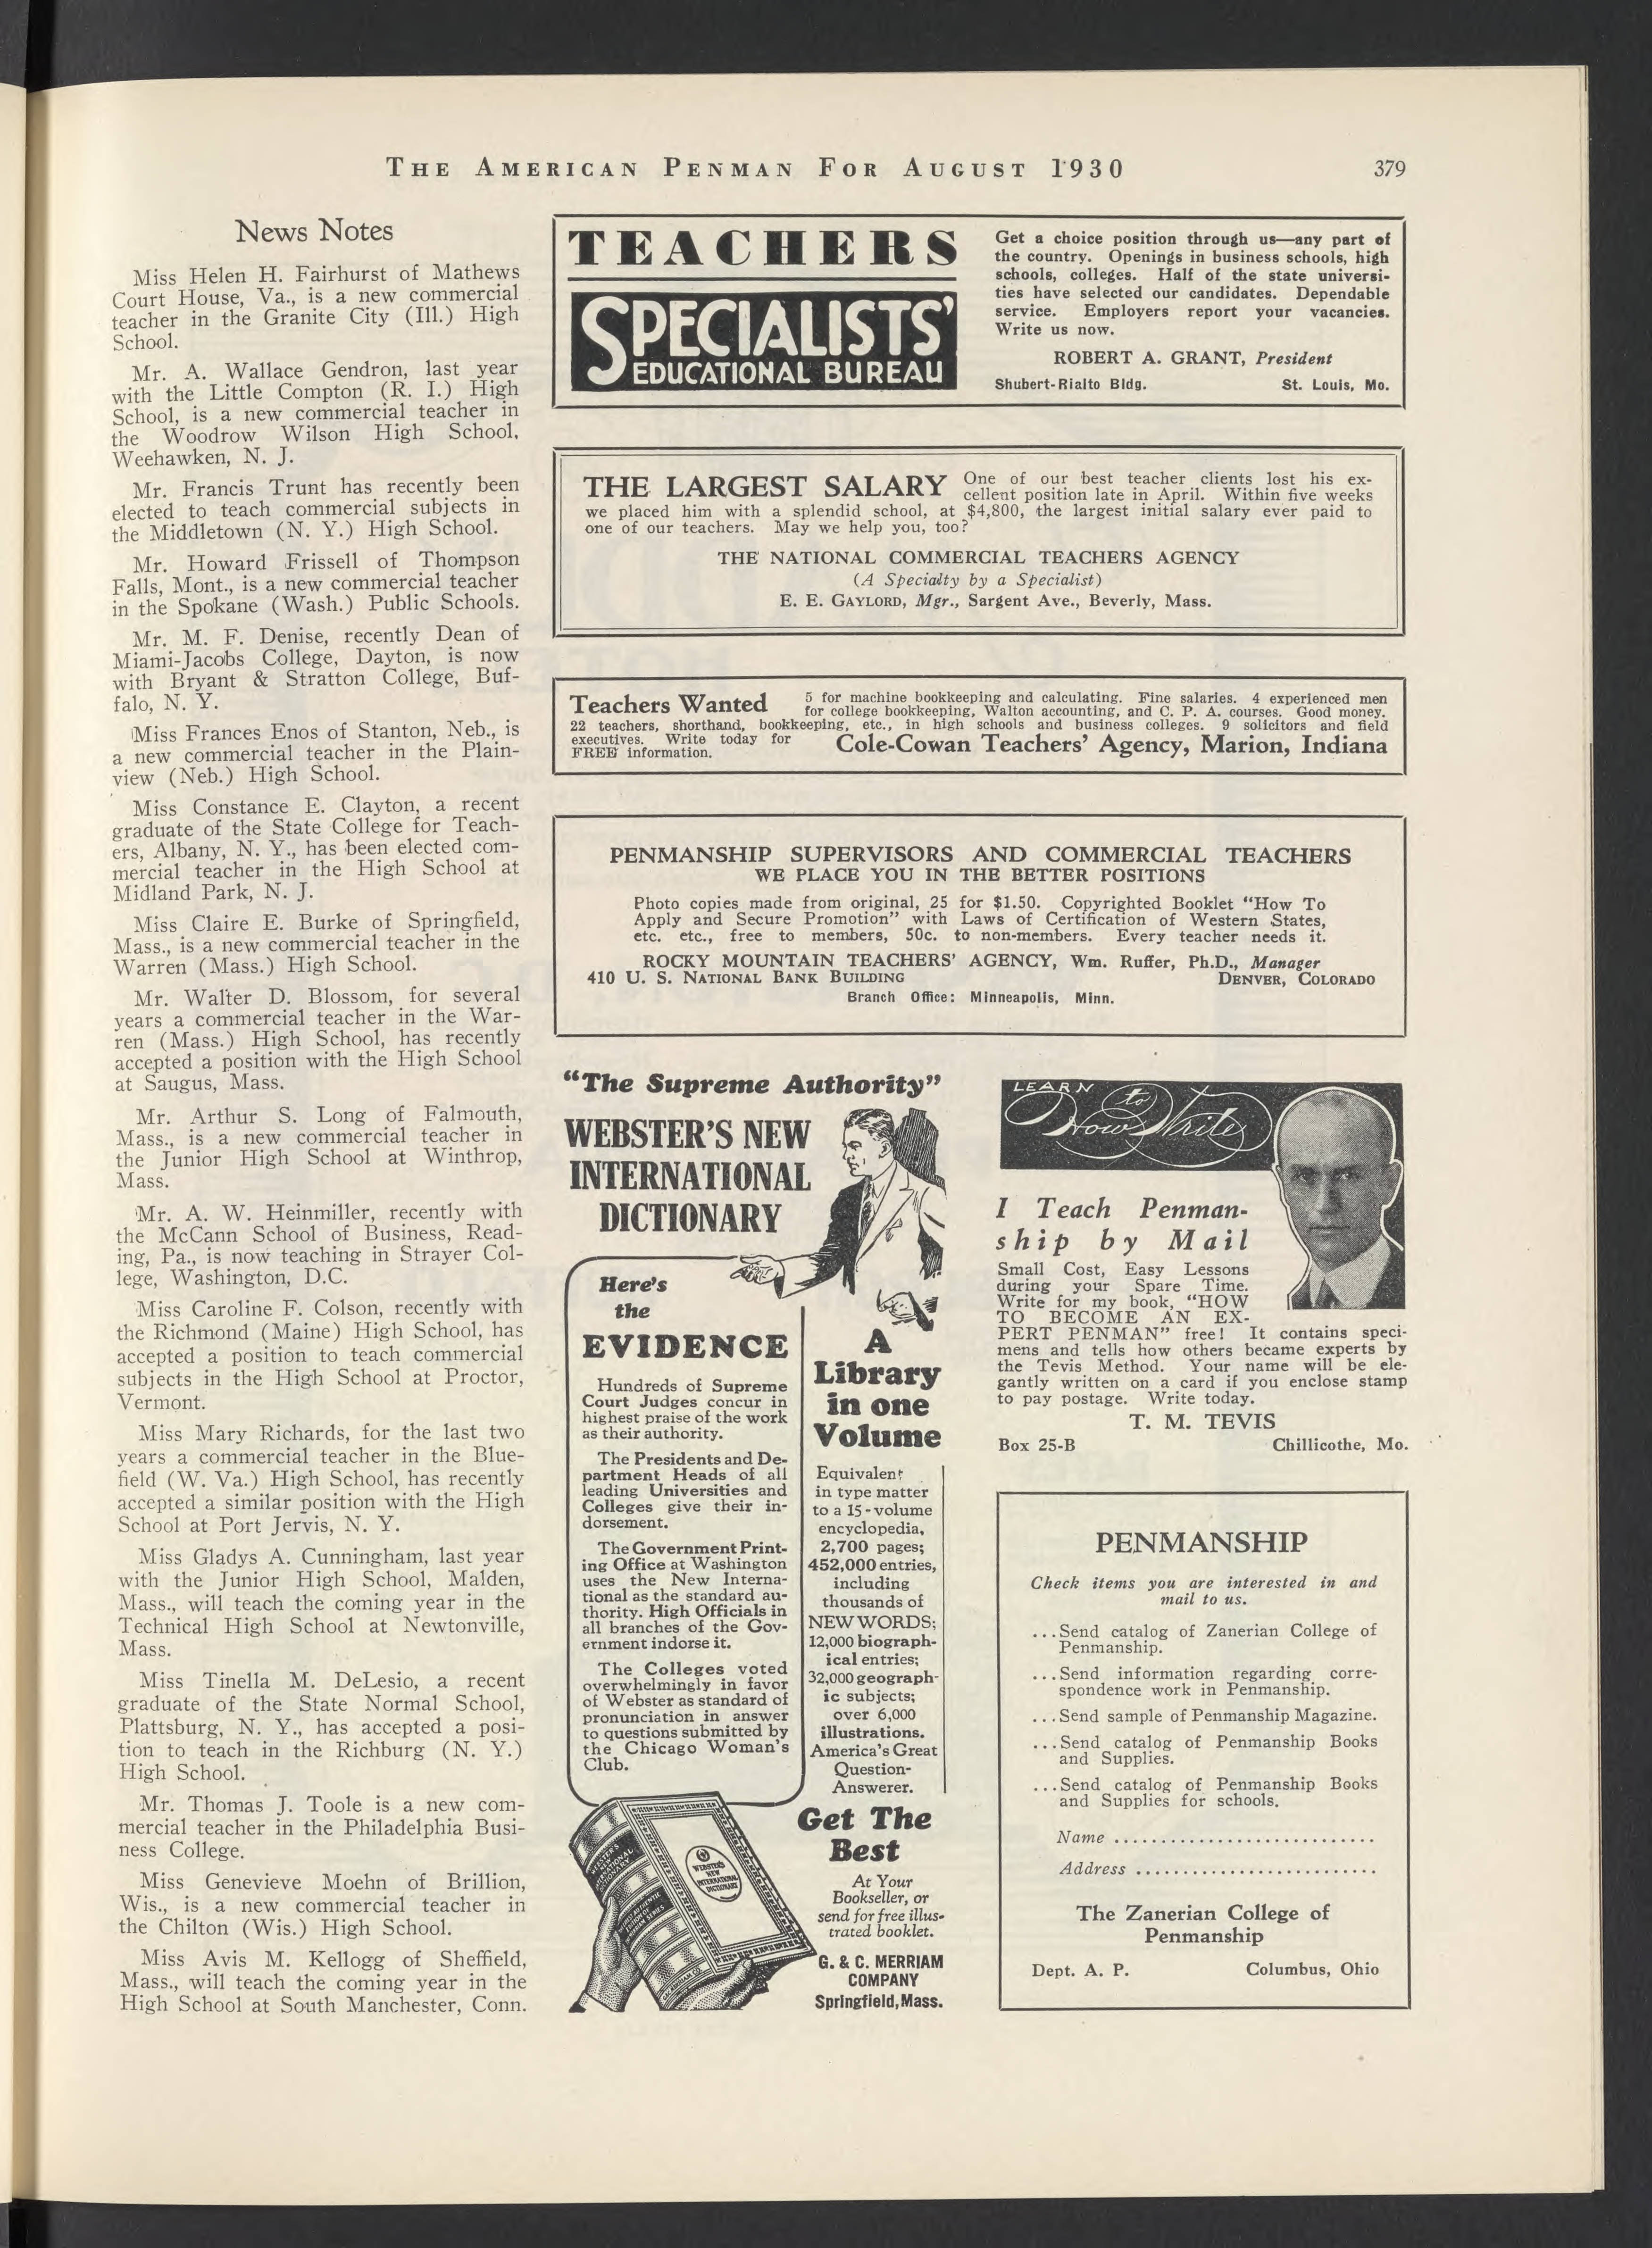 THE AMERICAN PENMAN FOR AUGUST 1930
379
News Notes
Miss Helen H. Fairhurst of Mathews
Court House, Va., is a new commercial
teacher in the Granite City (Ill.) High
School.
Mr. A. Wallace Gendron, last year
with the Little Compton (R. I.) High
School, is a new commercial teacher in
the Woodrow Wilson High School,
Weehawken, N. J.
Mr. Francis Trunt has recently been
elected to teach commercial subjects in
the Middletown (N. Y.) High School.
Mr. Howard Frissell of Thompson
Falls, Mont., is a new commercial teacher
in the Spokane (Wash.) Public Schools.
Mr. M. F. Denise, recently Dean of
Miami-Jacobs College, Dayton, is now
with Bryant & Stratton College, Buf-
falo, N. Y.
Miss Frances Enos of Stanton, Neb., is
a new commercial teacher in the Plain-
view (Neb.) High School.
Miss Constance E. Clayton, a recent
graduate of the State College for Teach-
ers, Albany, N. Y., has been elected com-
mercial teacher in the High School at
Midland Park, N. J.
Miss Claire E. Burke of Springfield,
Mass., is a new commercial teacher in the
Warren (Mass.) High School.
Mr. Walter D. Blossom, for several
years a commercial teacher in the War-
ren (Mass.) High School, has recently
accepted a position with the High School
at Saugus, Mass.
Mr. Arthur S. Long of Falmouth,
Mass., is a new commercial teacher in
the Junior High School at Winthrop,
Mass.
Mr. A. W. Heinmiller, recently with
the McCann School of Business, Read-
ing, Pa., is now teaching in Strayer Col-
lege, Washington, D.C.
Miss Caroline F. Colson, recently with
the Richmond (Maine) High School, has
accepted a position to teach commercial
subjects in the High School at Proctor,
Vermont.
Miss Mary Richards, for the last two
years a commercial teacher in the Blue-
field (W. Va.) High School, has recently
accepted a similar position with the High
School at Port Jervis, N. Y.
Miss Gladys A. Cunningham, last year
with the Junior High School, Malden,
Mass., will teach the coming year in the
Technical High School at Newtonville,
Mass.
Miss Tinella M. DeLesio, a recent
graduate of the State Normal School,
Plattsburg, N. Y., has accepted a posi-
tion to teach in the Richburg (N. Y.)
High School.
Mr. Thomas J. Toole is a new com-
mercial teacher in the Philadelphia Busi-
ness College.
Miss Genevieve Moehn of Brillion,
Wis., is a new commercial teacher in
the Chilton (Wis.) High School.
Miss Avis M. Kellogg of Sheffield,
Mass., will teach the coming year in the
High School at South Manchester, Conn.
TEACHERS
SPECIALISTS'
EDUCATIONAL BUREAU
Get a choice position through us—any part of
the country. Openings in business schools, high
schools, colleges. Half of the state universi-
ties have selected our candidates. Dependable
service. Employers report your vacancies.
Write us now.
ROBERT A. GRANT, President
Shubert-Rialto Bldg. St. Louis, Mo.
THE LARGEST SALARY One of our best teacher clients lost his ex-
cellent position late in April. Within five weeks
we placed him with a splendid school, at $4,800, the largest initial salary ever paid to
one of our teachers. May we help you, too?
THE NATIONAL COMMERCIAL TEACHERS AGENCY
(A Specialty by a Specialist)
E. E. GAYLORD, Mgr., Sargent Ave., Beverly, Mass.
Teachers Wanted 5 for machine bookkeeping and calculating. Fine salaries. 4 experienced men
for college bookkeeping, Walton accounting, and C. P. A. courses. Good money.
22 teachers, shorthand, bookkeeping, etc., in high schools and business colleges. 9 solicitors and field
executives. Write today for
FREE information.
Cole-Cowan Teachers' Agency, Marion, Indiana
PENMANSHIP SUPERVISORS AND COMMERCIAL TEACHERS
WE PLACE YOU IN THE BETTER POSITIONS
Photo copies made from original, 25 for $1.50. Copyrighted Booklet "How To
Apply and Secure Promotion" with Laws of Certification of Western States,
etc. etc., free to members, 50c. to non-members. Every teacher needs it.
ROCKY MOUNTAIN TEACHERS' AGENCY, Wm. Ruffer, Ph.D., Manager
410 U. S. NATIONAL BANK BUILDING DENVER, COLORADO
Branch Office: Minneapolis, Minn.
"The Supreme Authority"
WEBSTER'S NEW
INTERNATIONAL
DICTIONARY
Here's
the
EVIDENCE
Hundreds of Supreme
Court Judges concur in
highest praise of the work
as their authority.
The Presidents and De-
partment Heads of all
leading Universities and
Colleges give their in-
dorsement.
The Government Print-
ing Office at Washington
uses the New Interna-
tional as the standard au-
thority. High Officials in
all branches of the Gov-
ernment indorse it.
The Colleges voted
overwhelmingly in favor
of Webster as standard of
pronunciation in answer
to questions submitted by
the Chicago Woman's
Club.
A
Library
in one
Volume
Equivalent
in type matter
to a 15-volume
encyclopedia,
2,700 pages;
452,000 entries,
including
thousands of
NEW WORDS;
12,000 biograph-
ical entries;
32,000 geograph-
ic subjects;
over 6,000
illustrations.
America's Great
Question-
Answerer.
WEBSTER'S
NEW
INTERNATIONAL
DICTIONARY
WEBSTER'S
NEW
INTERNATIONAL
DICTIONARY
Get The
Best
At Your
Bookseller, or
send for free illus-
trated booklet.
G. & C. MERRIAM
COMPANY
Springfield, Mass.
LEARN
How to Write
I Teach Penman-
ship by Mail
Small Cost, Easy Lessons
during your Spare Time.
Write for my book, "HOW
TO BECOME AN EX-
PERT PENMAN" free! It contains speci-
mens and tells how others became experts by
the Tevis Method. Your name will be ele-
gantly written on a card if you enclose stamp
to pay postage. Write today.
T. M. TEVIS
Box 25-B Chillicothe, Mo.
PENMANSHIP
Check items you are interested in and
mail to us.
...Send catalog of Zanerian College of
Penmanship.
...Send information regarding corre-
spondence work in Penmanship.
...Send sample of Penmanship Magazine.
...Send catalog of Penmanship Books
and Supplies.
...Send catalog of Penmanship Books
and Supplies for schools.
Name ............................
Address ..........................
The Zanerian College of
Penmanship
Dept. A. P. Columbus, Ohio